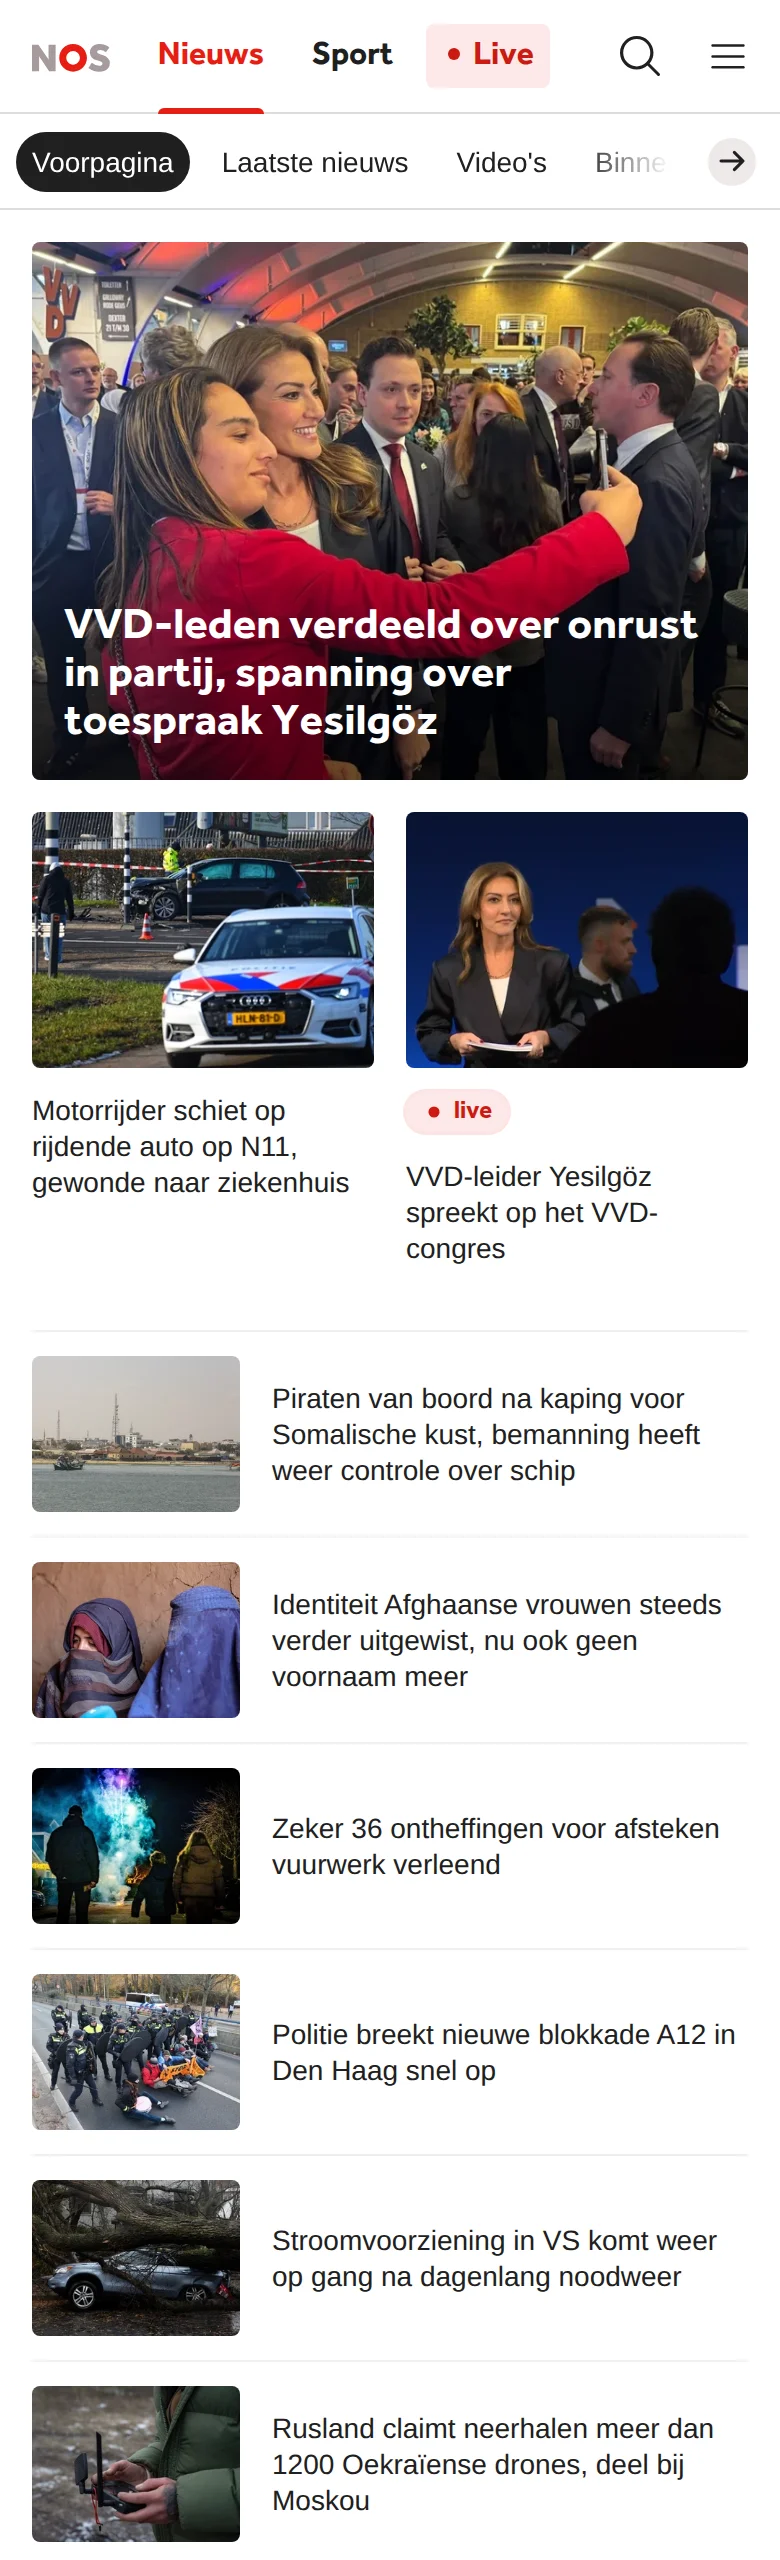 NOS
Nieuws
Sport
Live
Voorpagina
Laatste nieuws
Video's
Binne
VVD
VVD-leden verdeeld over onrust
in partij, spanning over
toespraak Yesilgöz
POLITIE
HLN-81-D
Motorrijder schiet op
rijdende auto op N11,
gewonde naar ziekenhuis
live
VVD-leider Yesilgöz
spreekt op het VVD-
congres
Piraten van boord na kaping voor
Somalische kust, bemanning heeft
weer controle over schip
Identiteit Afghaanse vrouwen steeds
verder uitgewist, nu ook geen
voornaam meer
Zeker 36 ontheffingen voor afsteken
vuurwerk verleend
Politie breekt nieuwe blokkade A12 in
Den Haag snel op
Stroomvoorziening in VS komt weer
op gang na dagenlang noodweer
Rusland claimt neerhalen meer dan
1200 Oekraïense drones, deel bij
Moskou